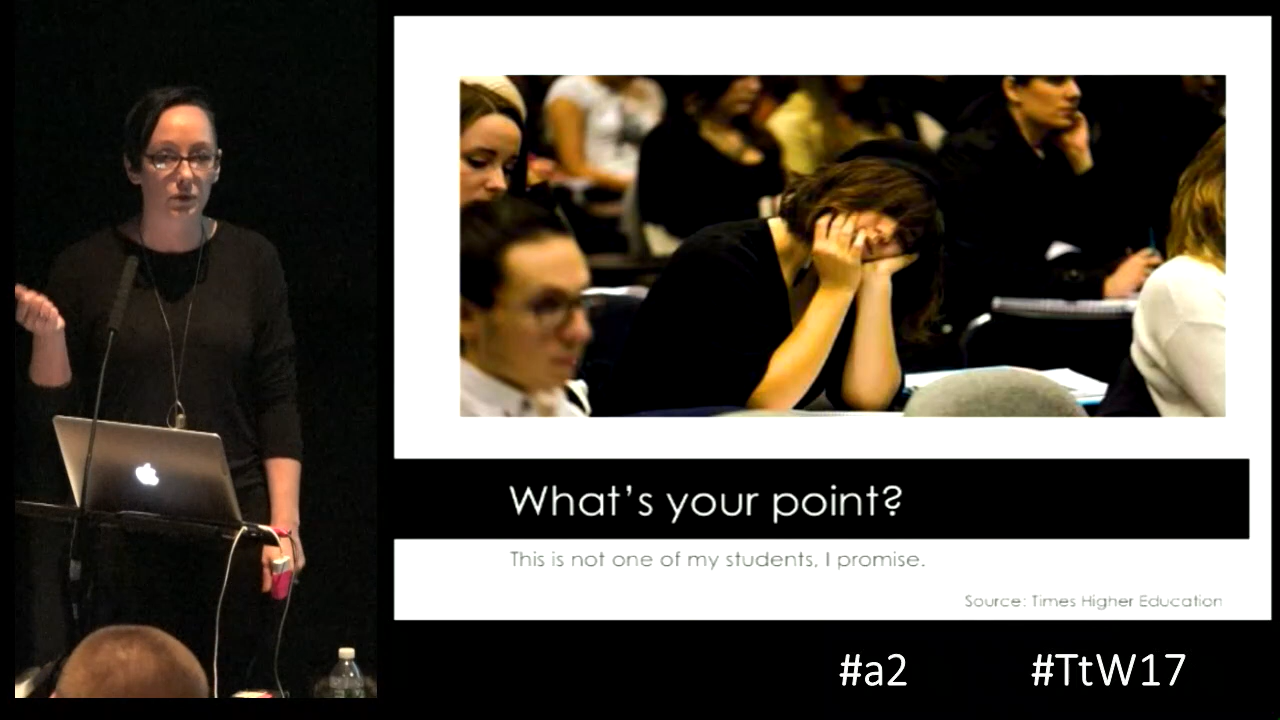 What's your point?
This is not one of my students, I promise.
Source: Times Higher Education
#a2 #TtW17